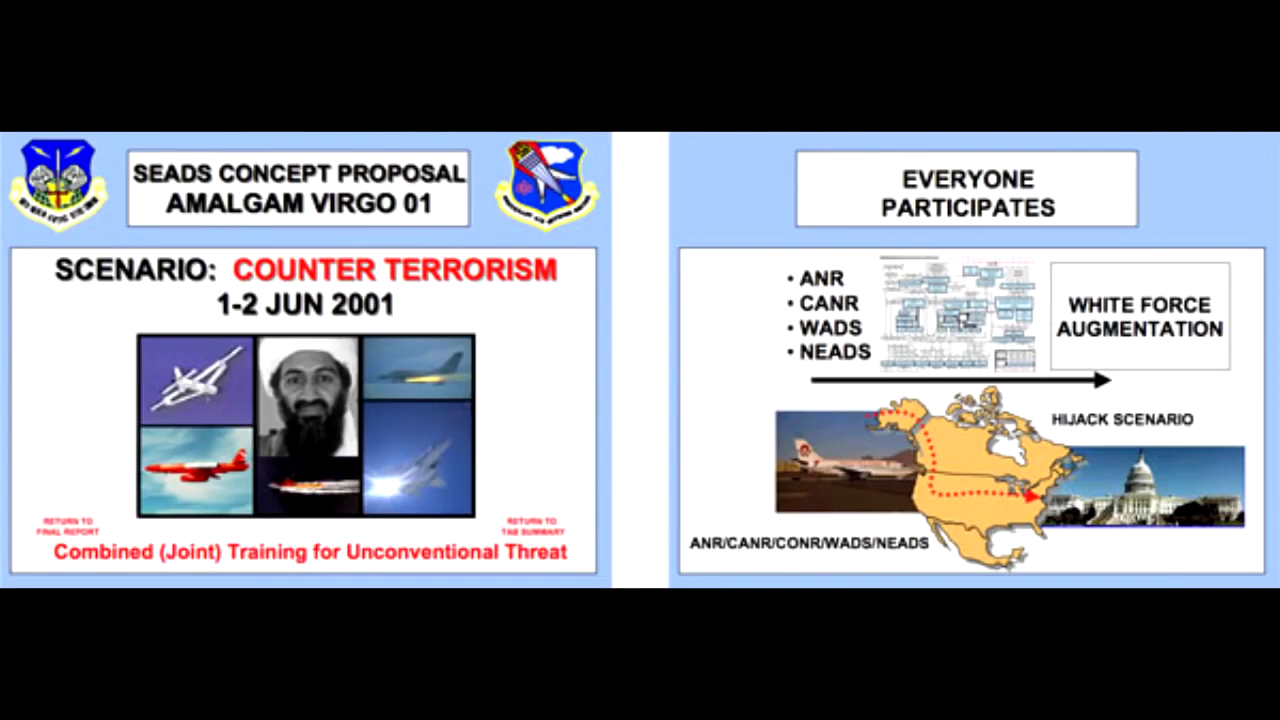 SEADS CONCEPT PROPOSAL
AMALGAM VIRGO 01
SCENARIO: COUNTER TERRORISM
1-2 JUN 2001
RETURN TO
FINAL REPORT
RETURN TO
TAB SUMMARY
Combined (Joint) Training for Unconventional Threat
EVERYONE
PARTICIPATES
• ANR
• CANR
• WADS
• NEADS
WHITE FORCE
AUGMENTATION
HIJACK SCENARIO
ANR/CANR/CONR/WADS/NEADS